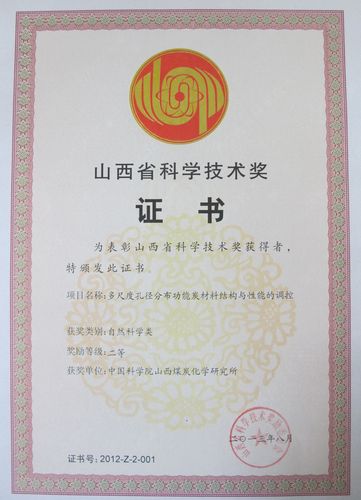 山西省科学技术奖
证 书
为表彰山西省科学技术奖获得者，
特颁发此证书。
项目名称：多尺度孔径分布功能炭材料结构与性能的调控
获奖类别：自然科学类
奖励等级：二等
获奖单位：中国科学院山西煤炭化学研究所
二〇一三年八月
证书号：2012-Z-2-001